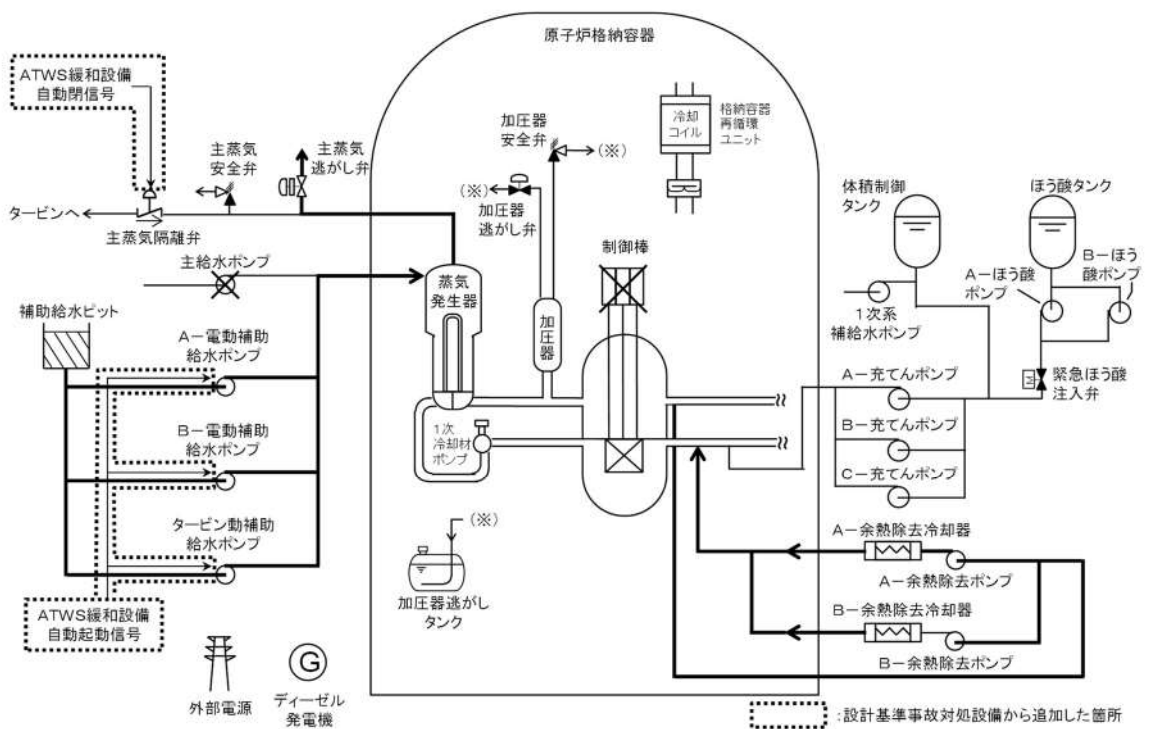 原子炉格納容器
ATWS緩和設備
自動閉信号
主蒸気
安全弁
主蒸気
逃がし弁
タービンへ
主蒸気隔離弁
主給水ポンプ
補助給水ピット
A－電動補助
給水ポンプ
B－電動補助
給水ポンプ
タービン動補助
給水ポンプ
ATWS緩和設備
自動起動信号
外部電源
G
ディーゼル
発電機
加圧器
安全弁
(※)
(※)
加圧器
逃がし弁
冷却
コイル
格納容器
再循環
ユニット
蒸気
発生器
加圧器
制御棒
1次
冷却材
ポンプ
(※)
加圧器逃がし
タンク
体積制御
タンク
ほう酸タンク
1次系
補給水ポンプ
A－ほう酸
ポンプ
B－ほう
酸ポンプ
M
緊急ほう酸
注入弁
A－充てんポンプ
B－充てんポンプ
C－充てんポンプ
A－余熱除去冷却器
A－余熱除去ポンプ
B－余熱除去冷却器
B－余熱除去ポンプ
:設計基準事故対処設備から追加した箇所